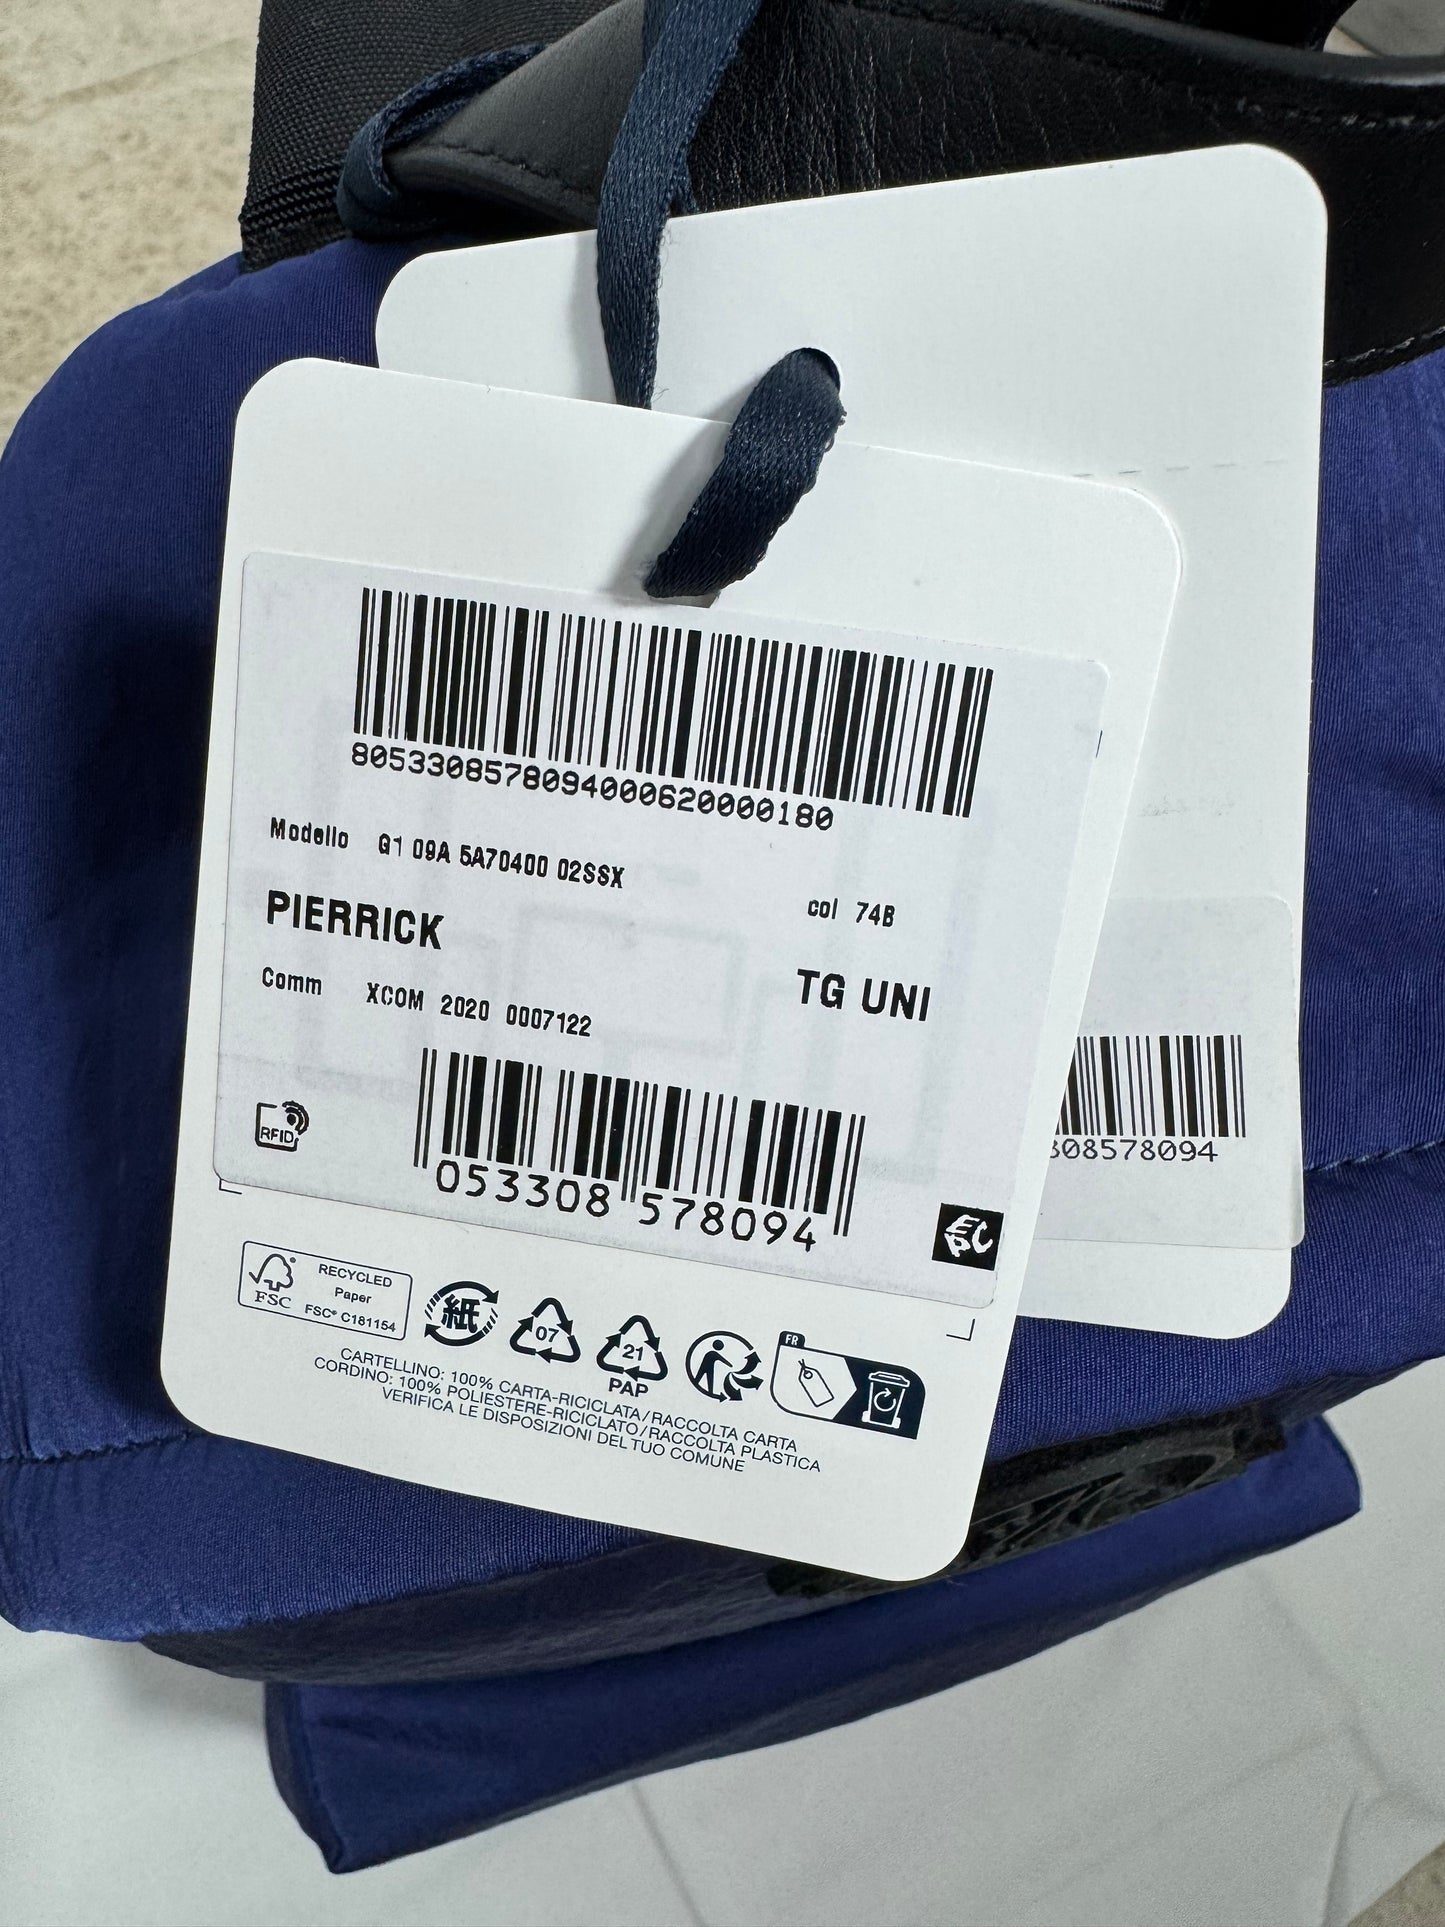 805330857809400062000180
Modello G1 09A 5A70400 02SSX
col 74B
PIERRICK
TG UNI
Comm XCOM 2020 0007122
RFID
053308 578094
308578094
FSC
RECYCLED
Paper
FSC® C181154
紙
07
21
PAP
FR
CARTELLINO: 100% CARTA-RICICLATA/RACCOLTA CARTA
CORDINO: 100% POLIESTERE-RICICLATO/RACCOLTA PLASTICA
VERIFICA LE DISPOSIZIONI DEL TUO COMUNE